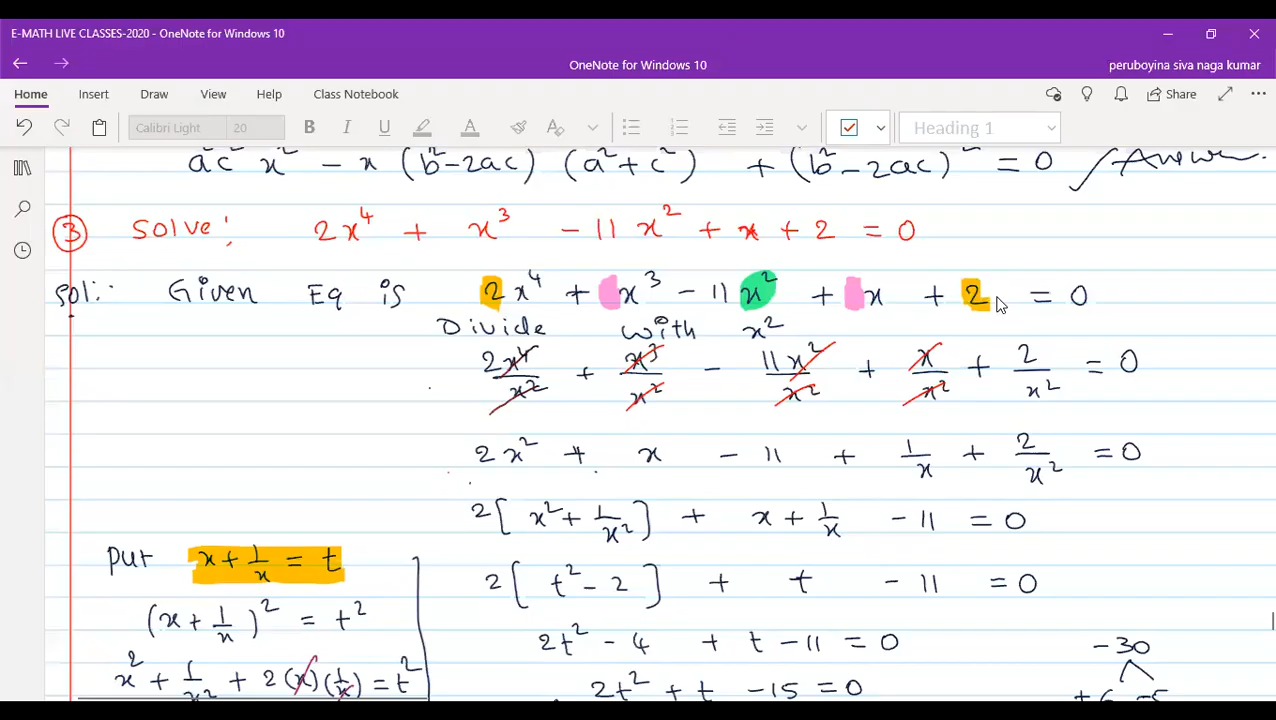 E-MATH LIVE CLASSES-2020 - OneNote for Windows 10
OneNote for Windows 10
peruboyina siva naga kumar
Home Insert Draw View Help Class Notebook Share
Calibri Light 20 B I U A Heading 1
a²c² x² - x (b²-2ac) (a²+c²) + (b²-2ac)² = 0 Answer.
③ Solve: 2x⁴ + x³ - 11x² + x + 2 = 0
Sol:- Given Eq is 2x⁴ + x³ - 11x² + x + 2 = 0
Divide with x²
2x⁴/x² + x³/x² - 11x²/x² + x/x² + 2/x² = 0
2x² + x - 11 + 1/x + 2/x² = 0
2[x² + 1/x²] + x + 1/x - 11 = 0
Put x + 1/x = t
2[t² - 2] + t - 11 = 0
(x + 1/x)² = t²
2t² - 4 + t - 11 = 0
-30
x² + 1/x² + 2(x)(1/x) = t²
2t² + t - 15 = 0
+6 -5